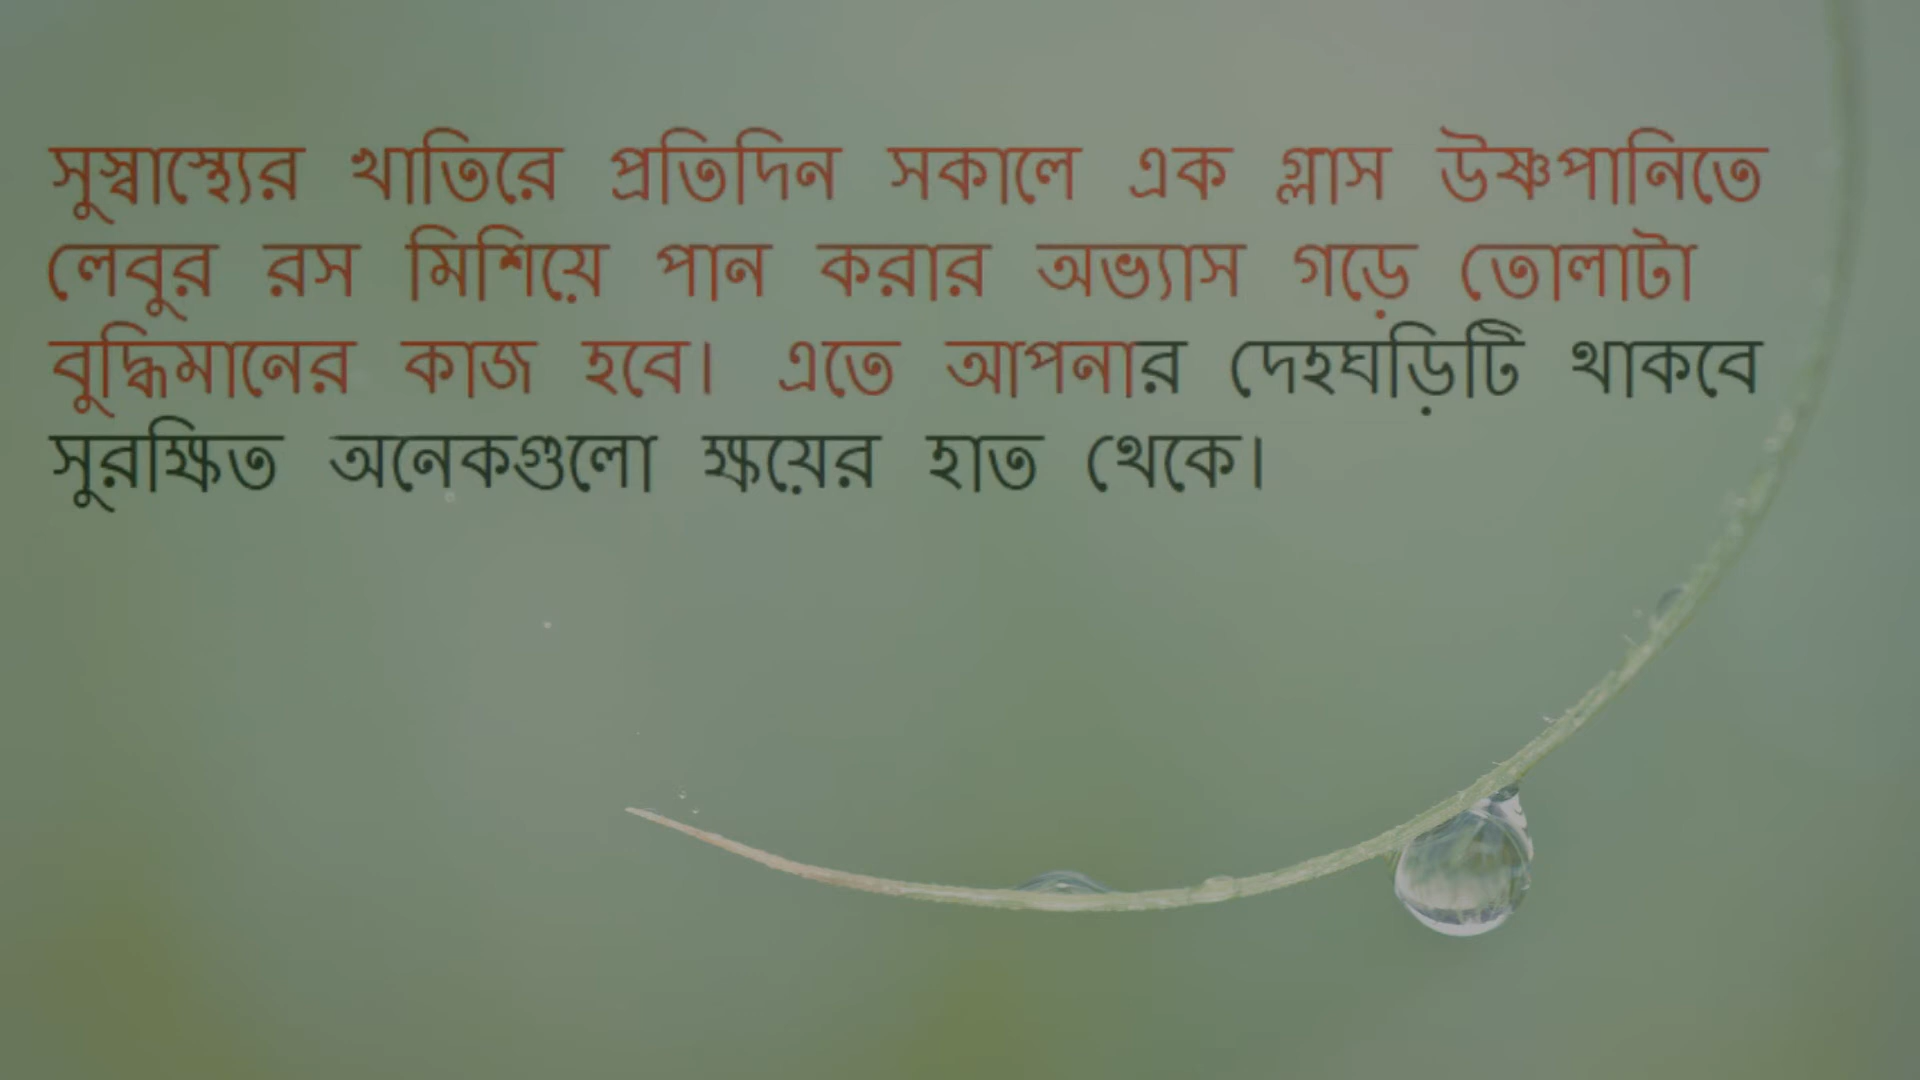 সুস্বাস্থ্যের খাতিরে প্রতিদিন সকালে এক গ্লাস উষ্ণপানিতে
লেবুর রস মিশিয়ে পান করার অভ্যাস গড়ে তোলাটা
বুদ্ধিমানের কাজ হবে। এতে আপনার দেহঘড়িটি থাকবে
সুরক্ষিত অনেকগুলো ক্ষয়ের হাত থেকে।